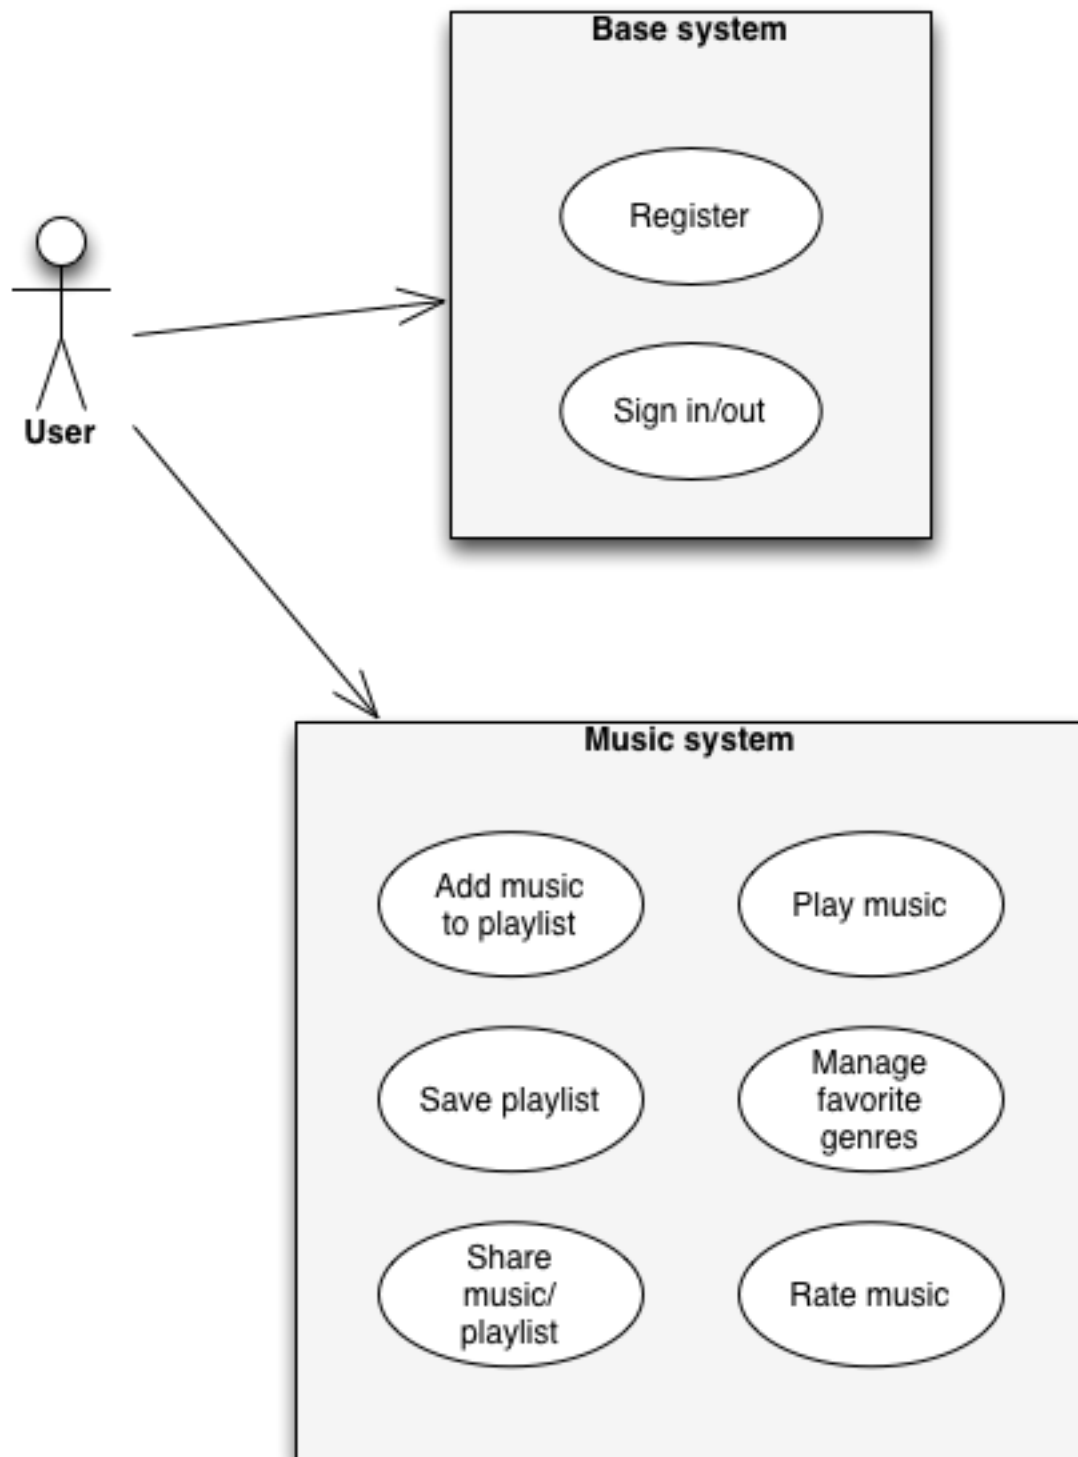 Base system
Register
Sign in/out
User
Music system
Add music
to playlist
Play music
Save playlist
Manage
favorite
genres
Share
music/
playlist
Rate music